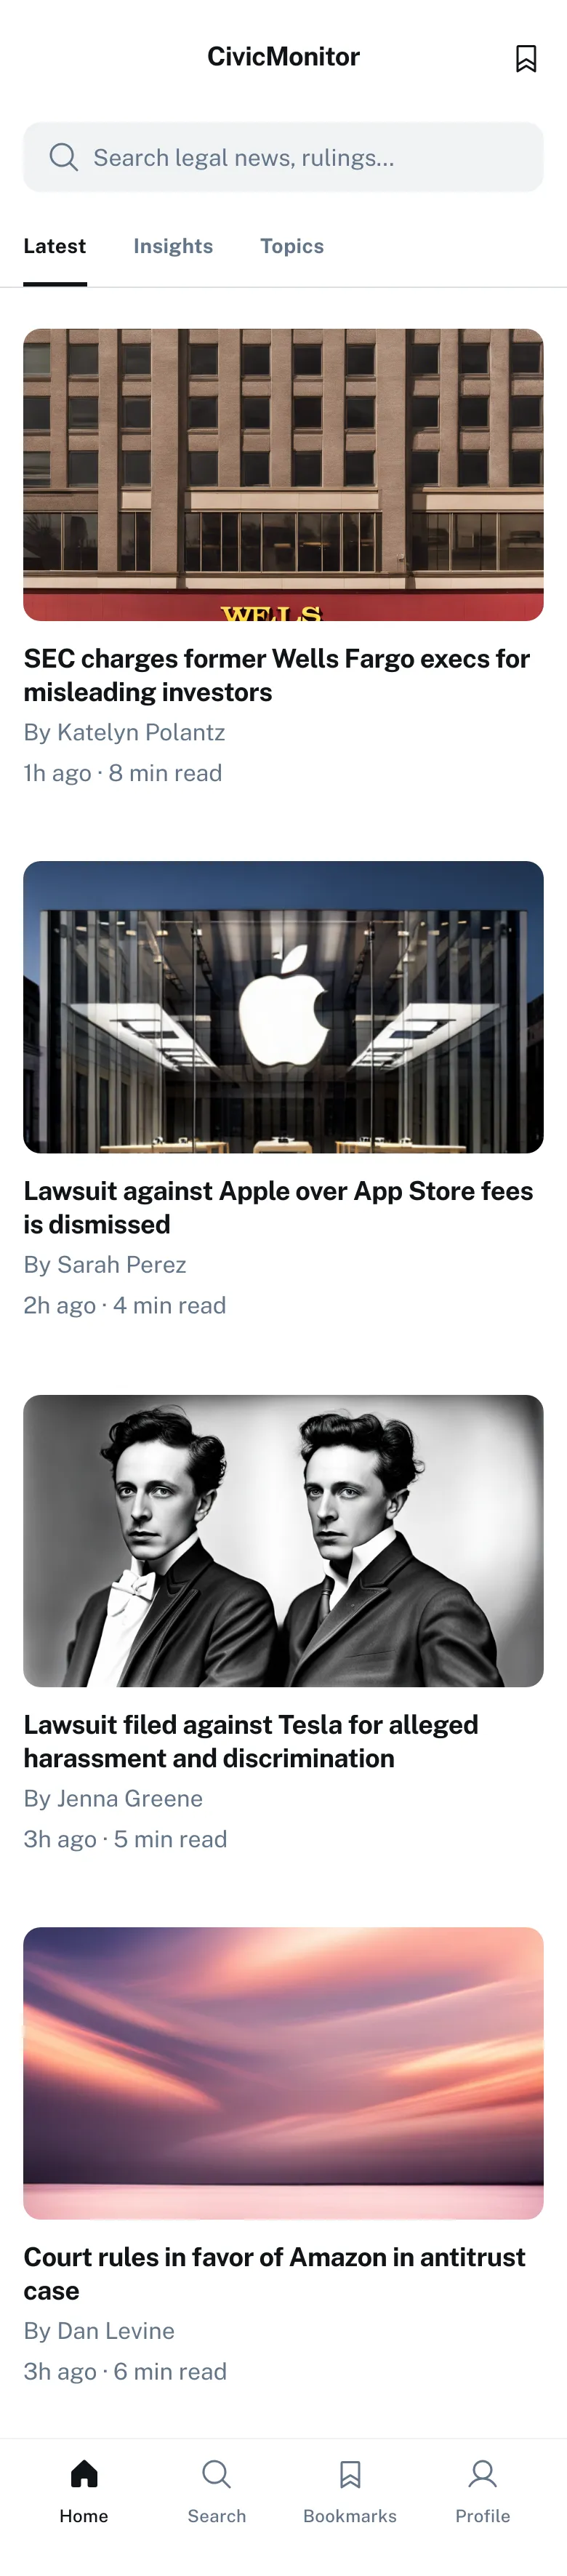 CivicMonitor
Search legal news, rulings...
Latest
Insights
Topics
WELLS
SEC charges former Wells Fargo execs for
misleading investors
By Katelyn Polantz
1h ago · 8 min read
Lawsuit against Apple over App Store fees
is dismissed
By Sarah Perez
2h ago · 4 min read
Lawsuit filed against Tesla for alleged
harassment and discrimination
By Jenna Greene
3h ago · 5 min read
Court rules in favor of Amazon in antitrust
case
By Dan Levine
3h ago · 6 min read
Home
Search
Bookmarks
Profile